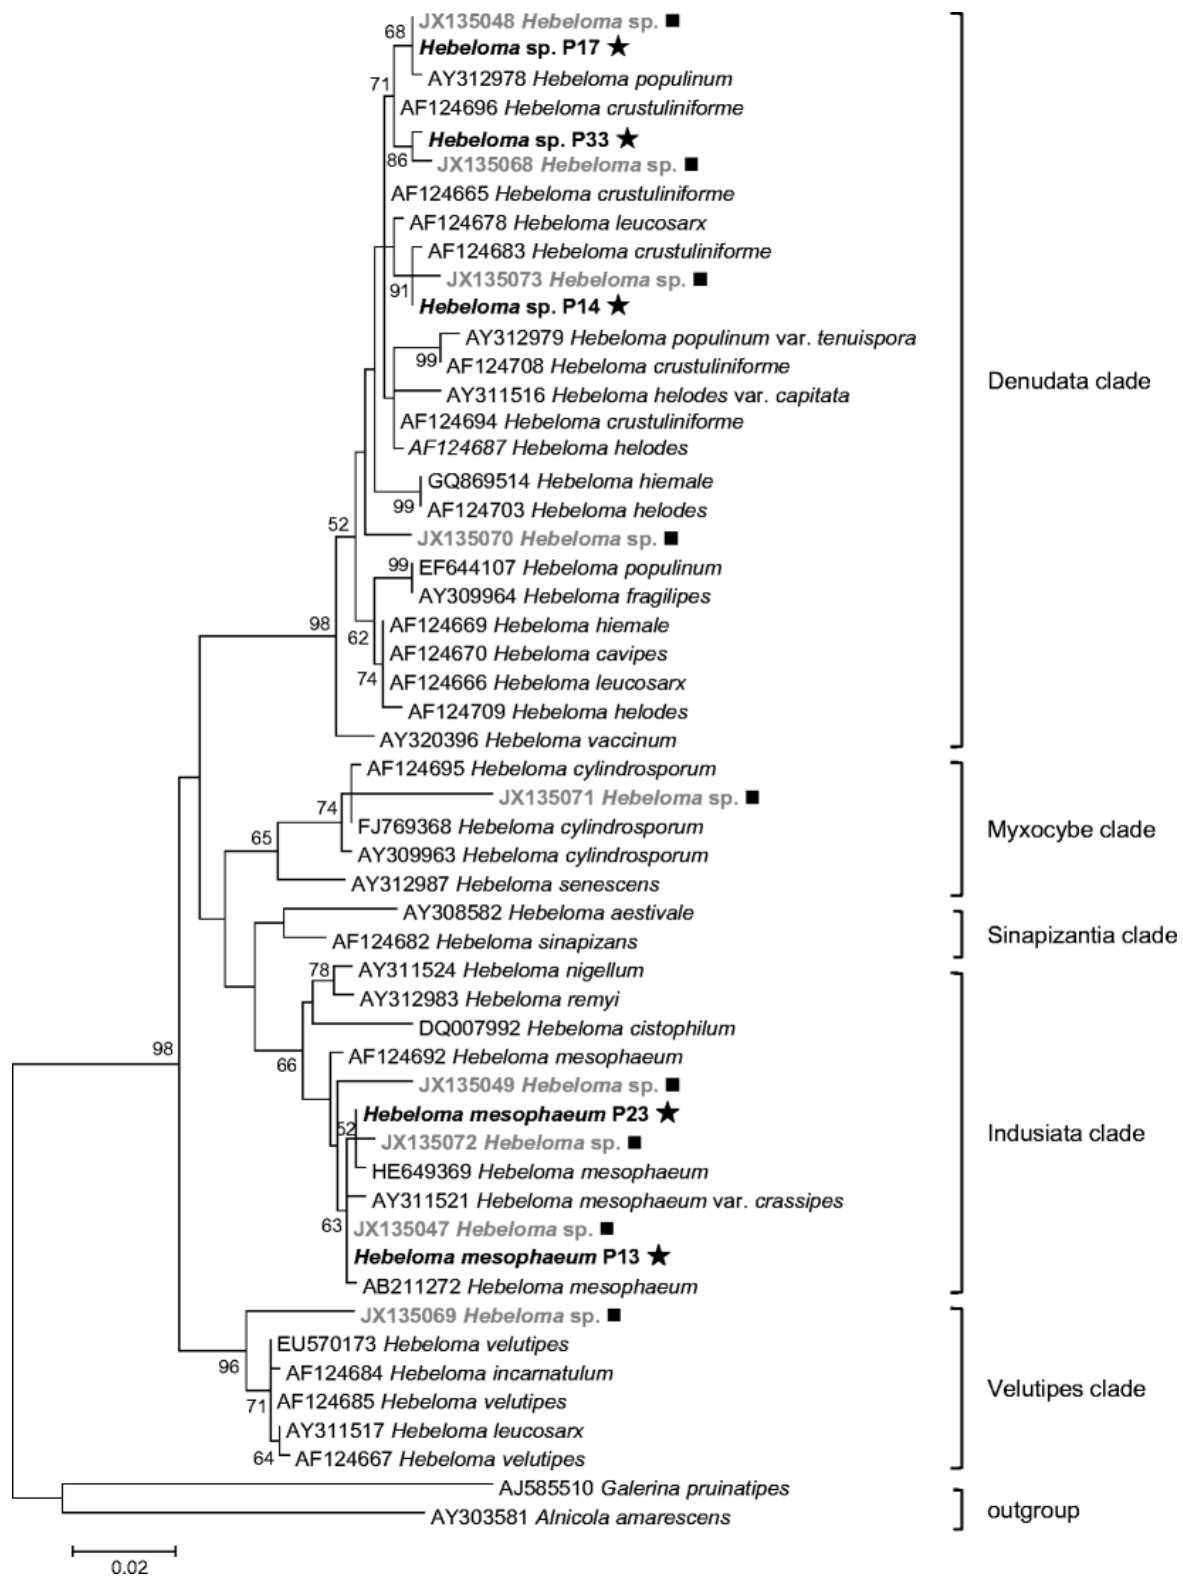 JX135048 Hebeloma sp. ■
68
Hebeloma sp. P17 ★
AY312978 Hebeloma populinum
71
AF124696 Hebeloma crustuliniforme
Hebeloma sp. P33 ★
86
JX135068 Hebeloma sp. ■
AF124665 Hebeloma crustuliniforme
AF124678 Hebeloma leucosarx
AF124683 Hebeloma crustuliniforme
JX135073 Hebeloma sp. ■
91
Hebeloma sp. P14 ★
AY312979 Hebeloma populinum var. tenuispora
99
AF124708 Hebeloma crustuliniforme
Denudata clade
AY311516 Hebeloma helodes var. capitata
AF124694 Hebeloma crustuliniforme
AF124687 Hebeloma helodes
GQ869514 Hebeloma hiemale
99
AF124703 Hebeloma helodes
52
JX135070 Hebeloma sp. ■
99
EF644107 Hebeloma populinum
AY309964 Hebeloma fragilipes
98
AF124669 Hebeloma hiemale
62
AF124670 Hebeloma cavipes
74
AF124666 Hebeloma leucosarx
AF124709 Hebeloma helodes
AY320396 Hebeloma vaccinum
AF124695 Hebeloma cylindrosporum
JX135071 Hebeloma sp. ■
74
FJ769368 Hebeloma cylindrosporum
Myxocybe clade
65
AY309963 Hebeloma cylindrosporum
AY312987 Hebeloma senescens
AY308582 Hebeloma aestivale
Sinapizantia clade
AF124682 Hebeloma sinapizans
78
AY311524 Hebeloma nigellum
AY312983 Hebeloma remyi
DQ007992 Hebeloma cistophilum
98
66
AF124692 Hebeloma mesophaeum
JX135049 Hebeloma sp. ■
Hebeloma mesophaeum P23 ★
52
Indusiata clade
JX135072 Hebeloma sp. ■
HE649369 Hebeloma mesophaeum
AY311521 Hebeloma mesophaeum var. crassipes
63
JX135047 Hebeloma sp. ■
Hebeloma mesophaeum P13 ★
AB211272 Hebeloma mesophaeum
JX135069 Hebeloma sp. ■
EU570173 Hebeloma velutipes
96
AF124684 Hebeloma incarnatulum
Velutipes clade
71
AF124685 Hebeloma velutipes
AY311517 Hebeloma leucosarx
64
AF124667 Hebeloma velutipes
AJ585510 Galerina pruinatipes
outgroup
AY303581 Alnicola amarescens
0.02